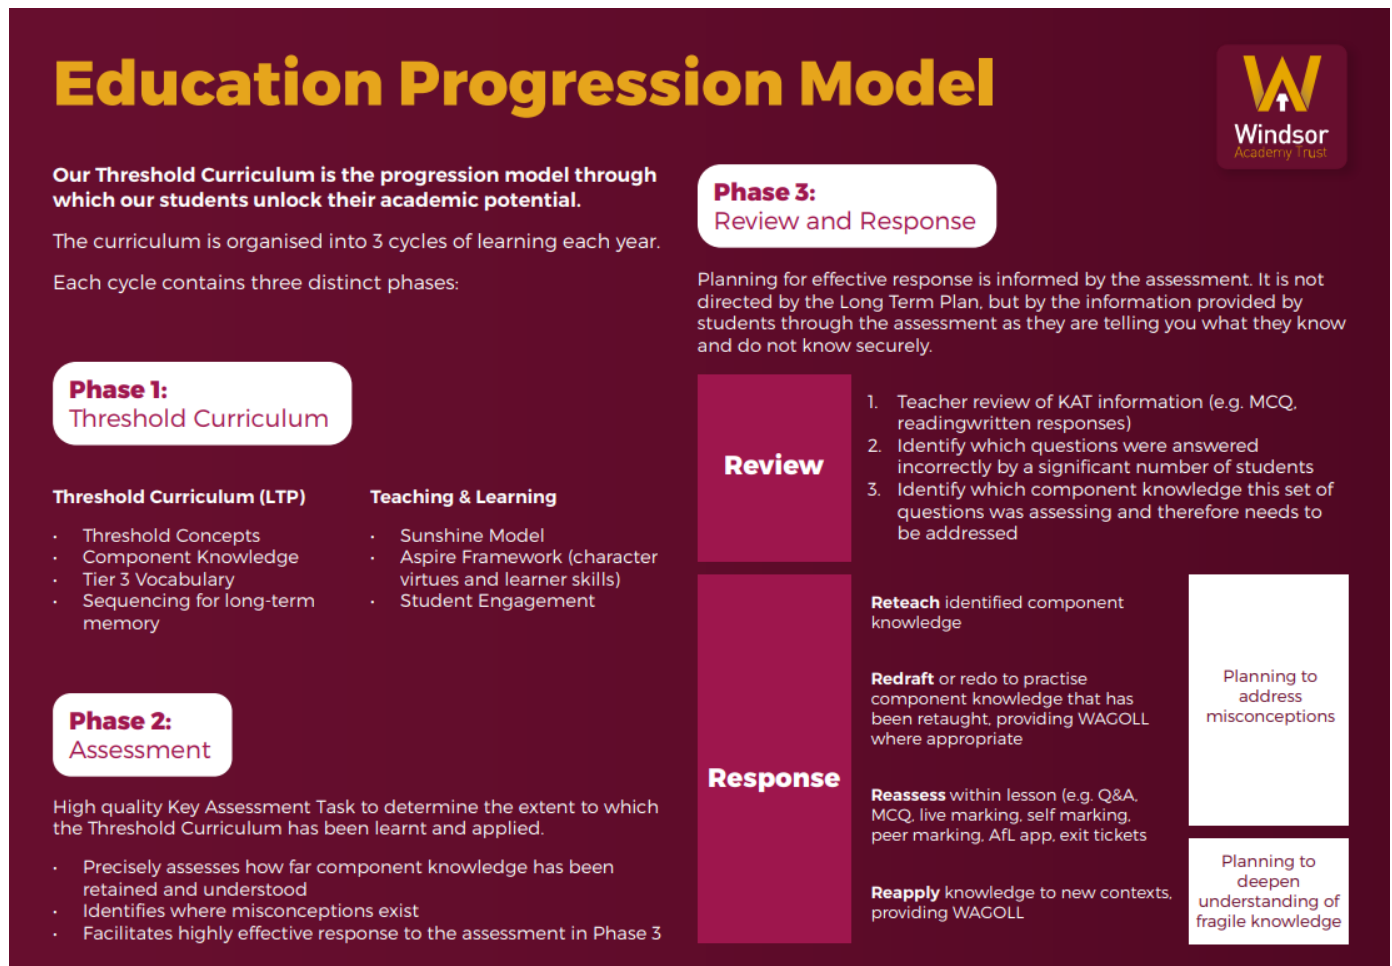 Education Progression Model
Windsor
Academy Trust
Our Threshold Curriculum is the progression model through
which our students unlock their academic potential.
The curriculum is organised into 3 cycles of learning each year.
Each cycle contains three distinct phases:
Phase 1:
Threshold Curriculum
Threshold Curriculum (LTP)
• Threshold Concepts
• Component Knowledge
• Tier 3 Vocabulary
• Sequencing for long-term
memory
Teaching & Learning
• Sunshine Model
• Aspire Framework (character
virtues and learner skills)
• Student Engagement
Phase 2:
Assessment
High quality Key Assessment Task to determine the extent to which
the Threshold Curriculum has been learnt and applied.
• Precisely assesses how far component knowledge has been
retained and understood
• Identifies where misconceptions exist
• Facilitates highly effective response to the assessment in Phase 3
Phase 3:
Review and Response
Planning for effective response is informed by the assessment. It is not
directed by the Long Term Plan, but by the information provided by
students through the assessment as they are telling you what they know
and do not know securely.
Review
1. Teacher review of KAT information (e.g. MCQ,
readingwritten responses)
2. Identify which questions were answered
incorrectly by a significant number of students
3. Identify which component knowledge this set of
questions was assessing and therefore needs to
be addressed
Response
Reteach identified component
knowledge
Redraft or redo to practise
component knowledge that has
been retaught, providing WAGOLL
where appropriate
Reassess within lesson (e.g. Q&A,
MCQ, live marking, self marking,
peer marking, AfL app, exit tickets
Reapply knowledge to new contexts,
providing WAGOLL
Planning to
address
misconceptions
Planning to
deepen
understanding of
fragile knowledge